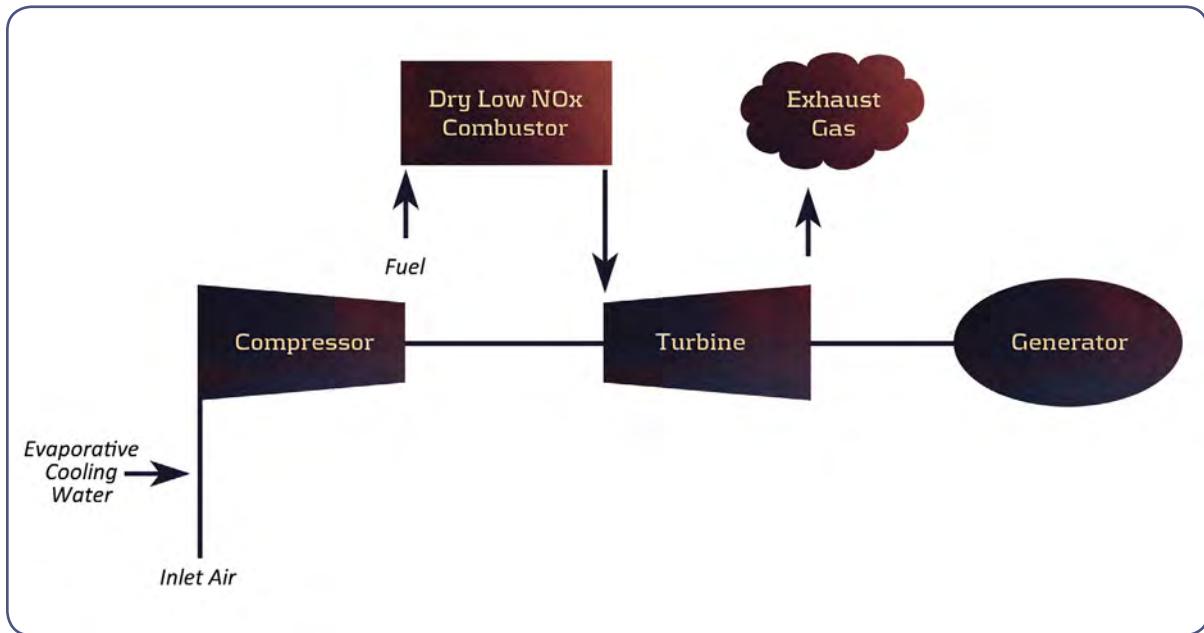 Dry Low NOx
Combustor
Exhaust
Gas
Fuel
Compressor
Turbine
Generator
Evaporative
Cooling
Water
Inlet Air